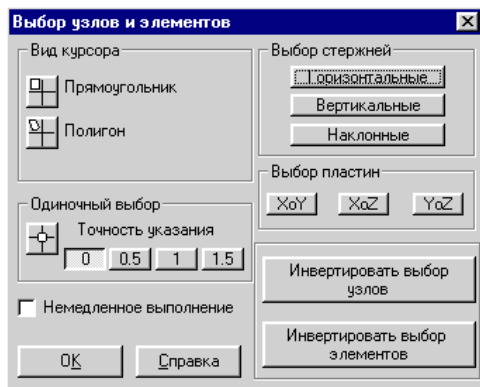 Выбор узлов и элементов
Вид курсора
Прямоугольник
Полигон
Одиночный выбор
Точность указания
0 0.5 1 1.5
Немедленное выполнение
OK Справка
Выбор стержней
Горизонтальные
Вертикальные
Наклонные
Выбор пластин
XoY XoZ YoZ
Инвертировать выбор
узлов
Инвертировать выбор
элементов